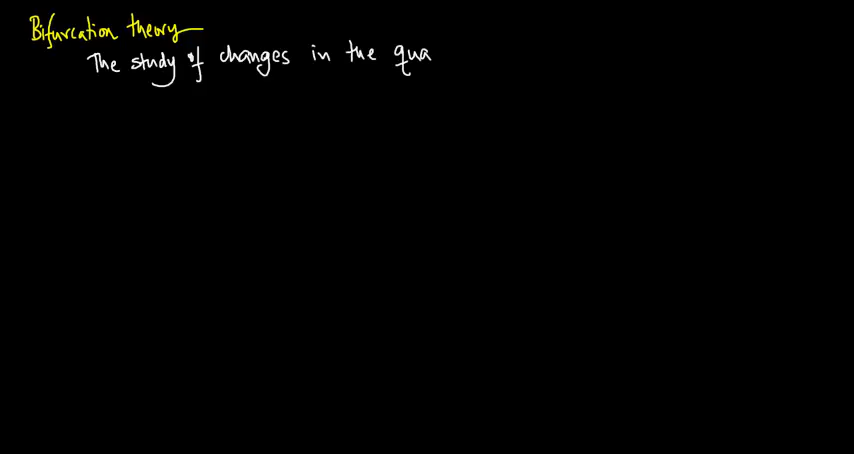 Bifurcation theory
The study of changes in the qua